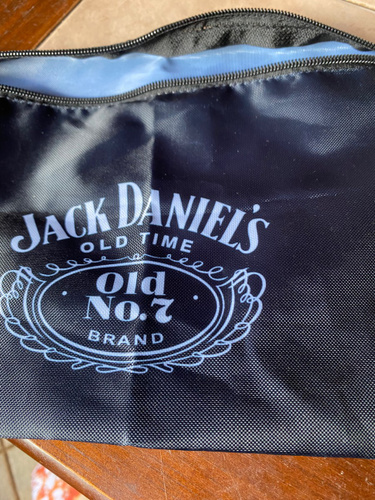 JACK DANIEL'S
OLD TIME
Old
No.7
BRAND